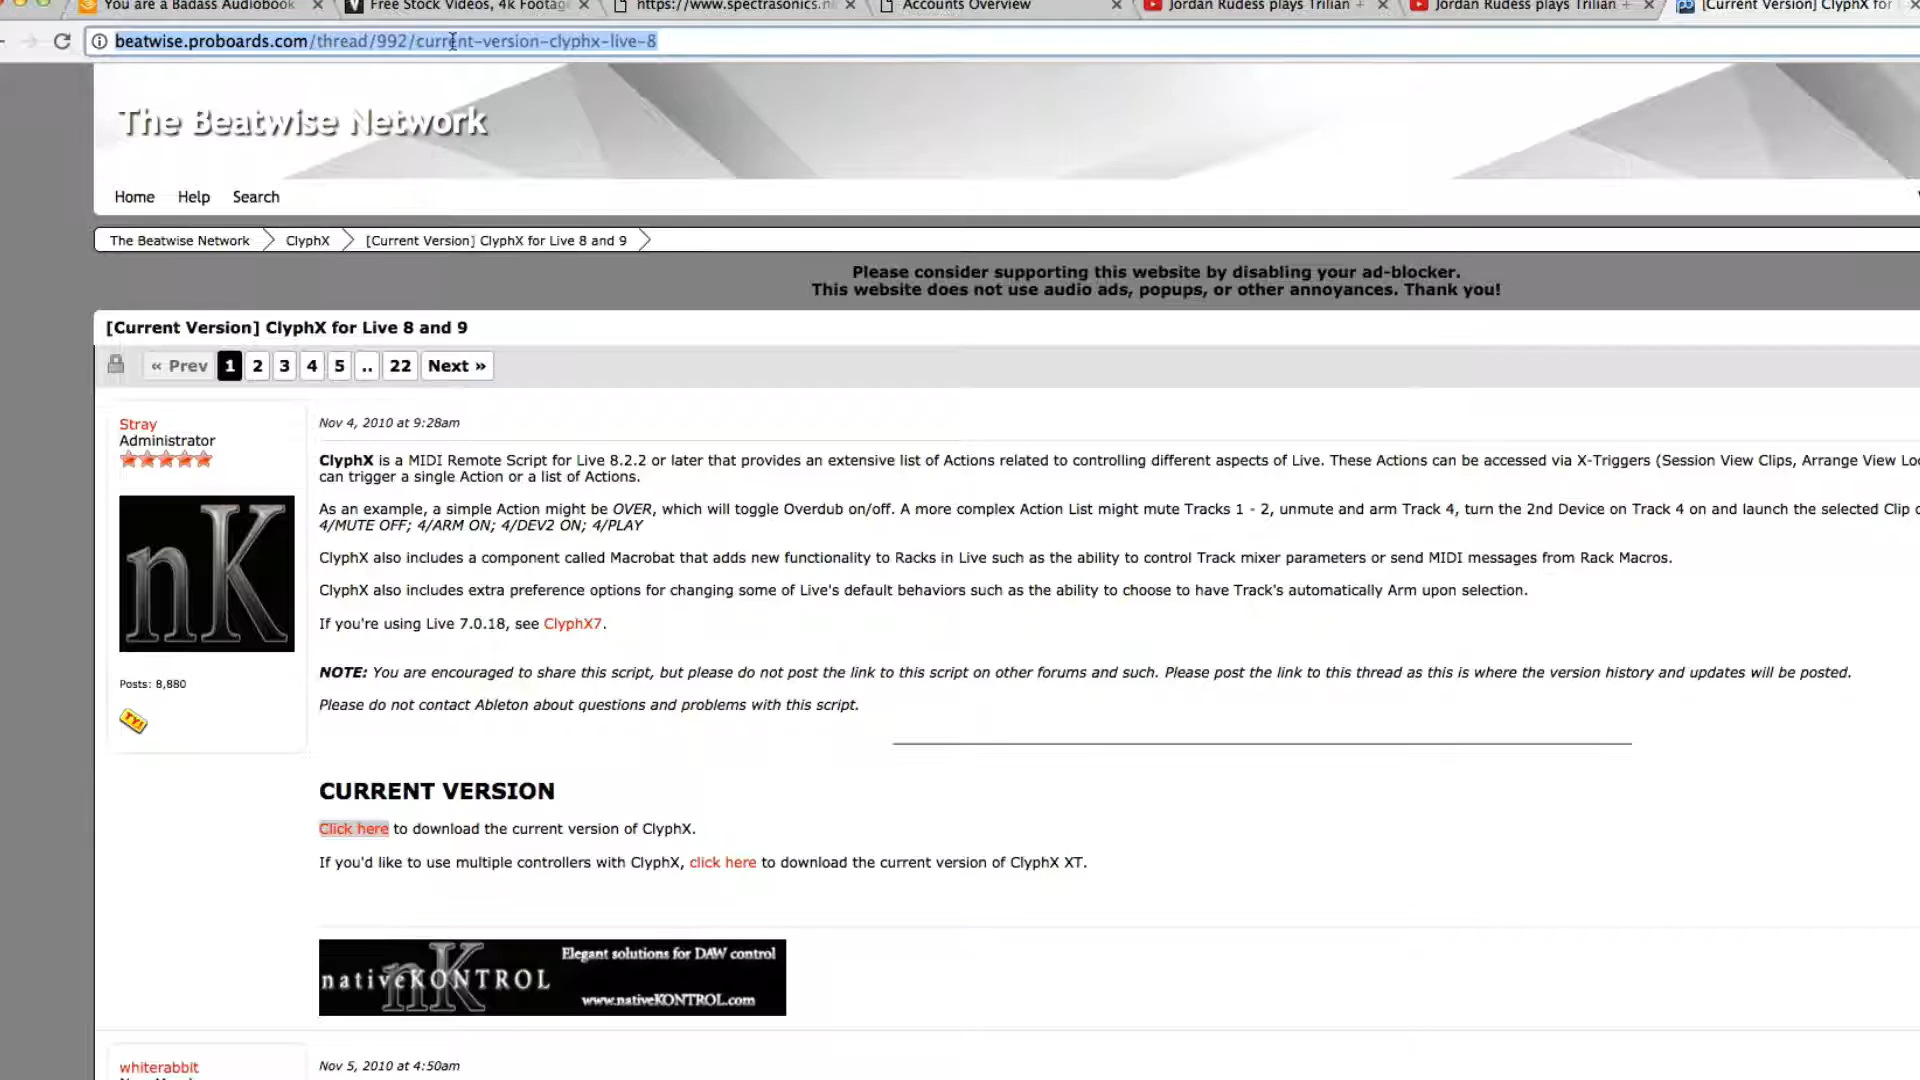 You are a Badass Audiobook
Free Stock Videos, 4k Footag
https://www.spectrasonics.n
Accounts Overview
Jordan Rudess plays Trilian +
Jordan Rudess plays Trilian +
[Current Version] ClyphX for
beatwise.proboards.com/thread/992/current-version-clyphx-live-8
The Beatwise Network
Home Help Search
The Beatwise Network ClyphX [Current Version] ClyphX for Live 8 and 9
Please consider supporting this website by disabling your ad-blocker.
This website does not use audio ads, popups, or other annoyances. Thank you!
[Current Version] ClyphX for Live 8 and 9
« Prev 1 2 3 4 5 .. 22 Next »
Stray
Administrator
nK
Posts: 8,880
TY!
Nov 4, 2010 at 9:28am
ClyphX is a MIDI Remote Script for Live 8.2.2 or later that provides an extensive list of Actions related to controlling different aspects of Live. These Actions can be accessed via X-Triggers (Session View Clips, Arrange View Lo
can trigger a single Action or a list of Actions.
As an example, a simple Action might be OVER, which will toggle Overdub on/off. A more complex Action List might mute Tracks 1 - 2, unmute and arm Track 4, turn the 2nd Device on Track 4 on and launch the selected Clip o
4/MUTE OFF; 4/ARM ON; 4/DEV2 ON; 4/PLAY
ClyphX also includes a component called Macrobat that adds new functionality to Racks in Live such as the ability to control Track mixer parameters or send MIDI messages from Rack Macros.
ClyphX also includes extra preference options for changing some of Live's default behaviors such as the ability to choose to have Track's automatically Arm upon selection.
If you're using Live 7.0.18, see ClyphX7.
NOTE: You are encouraged to share this script, but please do not post the link to this script on other forums and such. Please post the link to this thread as this is where the version history and updates will be posted.
Please do not contact Ableton about questions and problems with this script.
CURRENT VERSION
Click here to download the current version of ClyphX.
If you'd like to use multiple controllers with ClyphX, click here to download the current version of ClyphX XT.
nK
nativeKONTROL
Elegant solutions for DAW control
www.nativeKONTROL.com
whiterabbit
Nov 5, 2010 at 4:50am